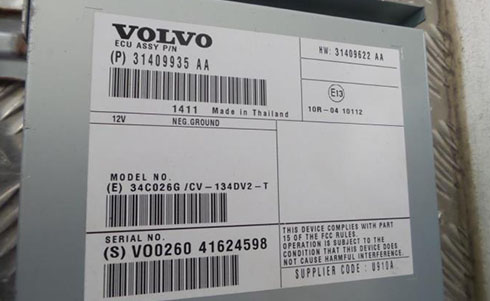 VOLVO
ECU ASSY P/N
(P) 31409935 AA
HW: 31409622 AA
E13
10R-04 10112
1411 Made in Thailand
12V NEG.GROUND
MODEL NO.
(E) 34C026G /CV-134DV2-T
SERIAL NO.
(S) VO0260 41624598
THIS DEVICE COMPLIES WITH PART
15 OF THE FCC RULES.
OPERATION IS SUBJECT TO THE
CONDITION THAT THIS DEVICE DOES
NOT CAUSE HARMFUL INTERFERENCE.
SUPPLIER CODE : U910A